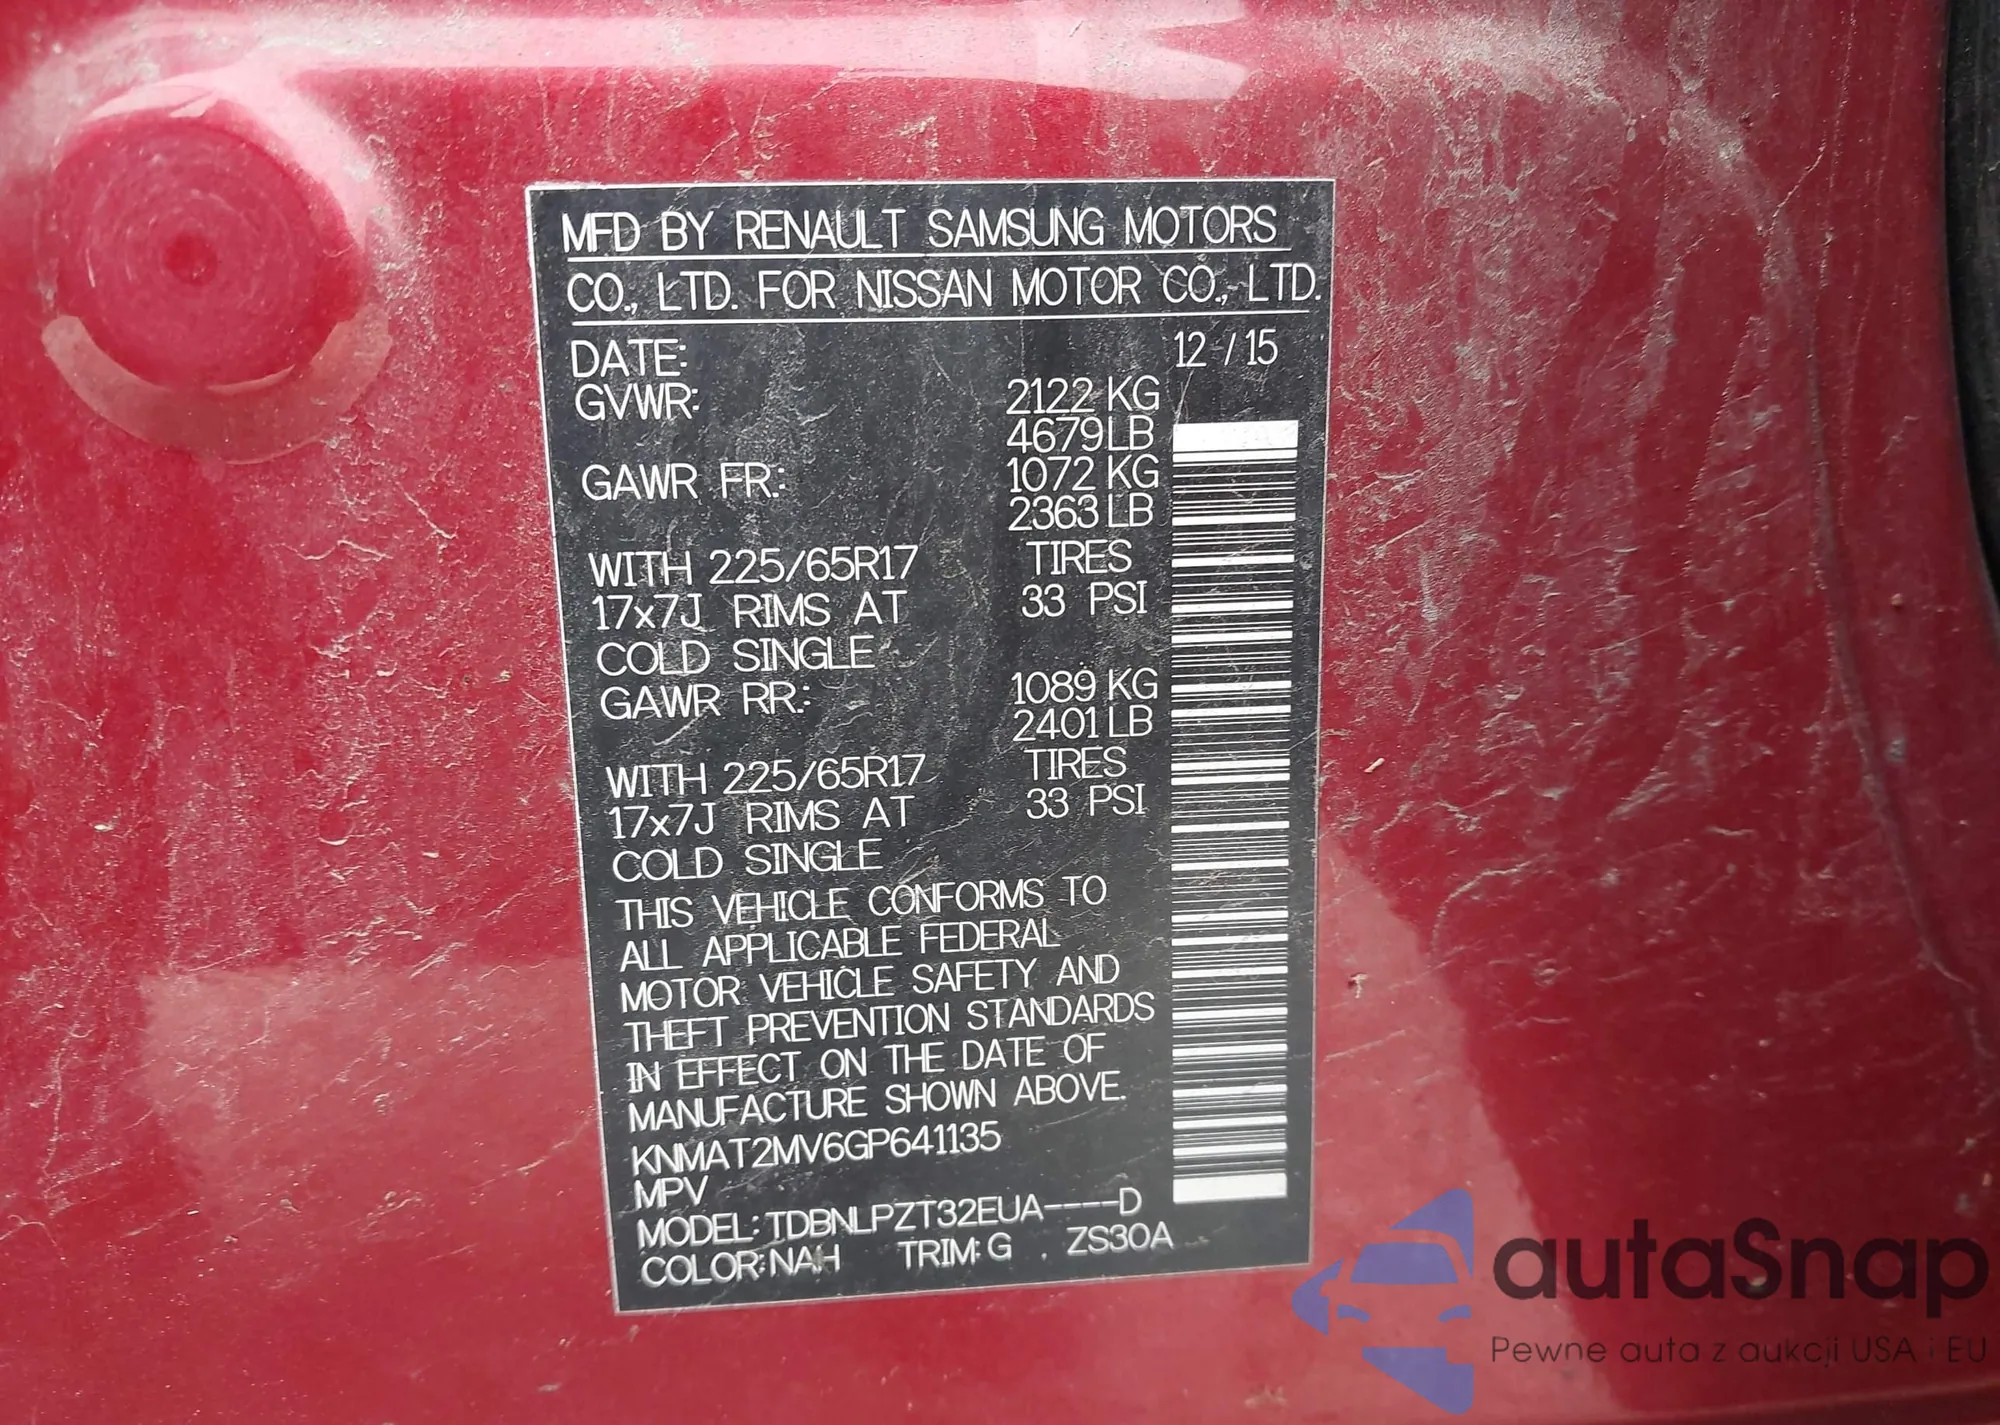 MFD BY RENAULT SAMSUNG MOTORS
CO., LTD. FOR NISSAN MOTOR CO., LTD.
DATE: 12 / 15
GVWR: 2122 KG
4679 LB
GAWR FR: 1072 KG
2363 LB
WITH 225/65R17 TIRES
17x7J RIMS AT 33 PSI
COLD SINGLE
GAWR RR: 1089 KG
2401 LB
WITH 225/65R17 TIRES
17x7J RIMS AT 33 PSI
COLD SINGLE
THIS VEHICLE CONFORMS TO
ALL APPLICABLE FEDERAL
MOTOR VEHICLE SAFETY AND
THEFT PREVENTION STANDARDS
IN EFFECT ON THE DATE OF
MANUFACTURE SHOWN ABOVE.
KNMAT2MV6GP641135
MPV
MODEL: TDBNLPZT32EUA----D
COLOR: NAH TRIM: G ZS30A
autaSnap
Pewne auta z aukcji USA i EU